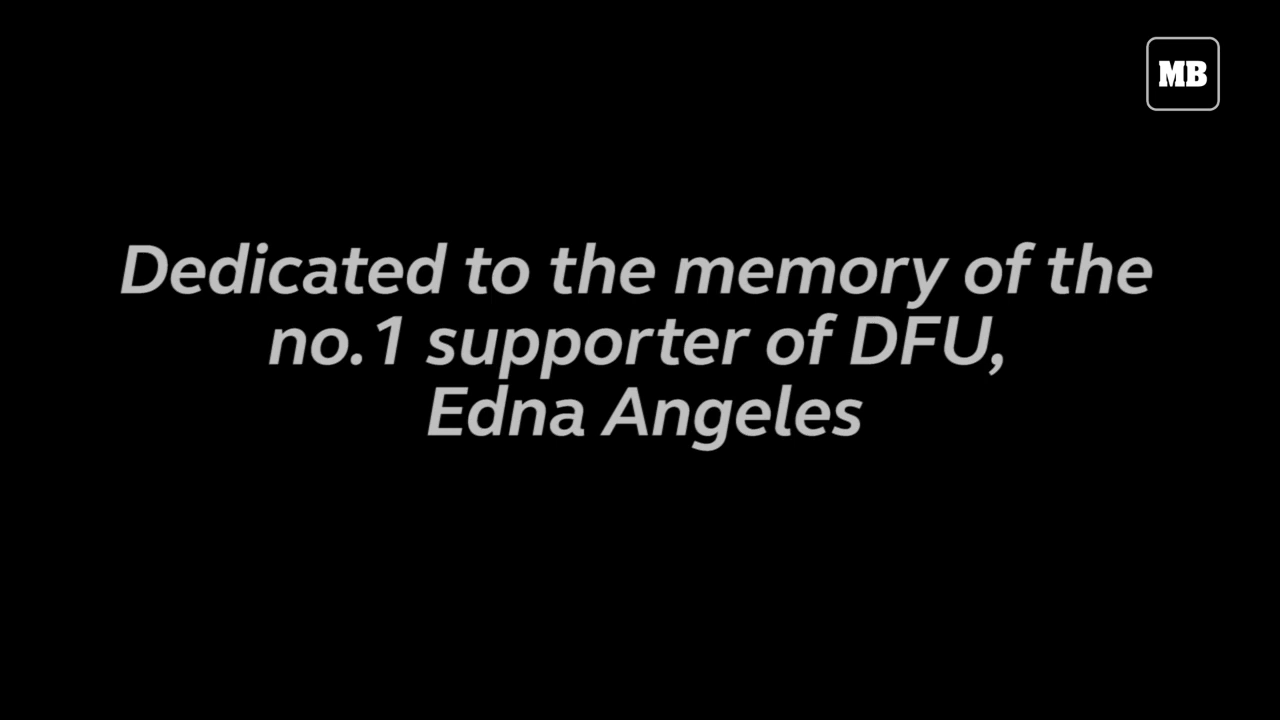 MB
Dedicated to the memory of the
no.1 supporter of DFU,
Edna Angeles